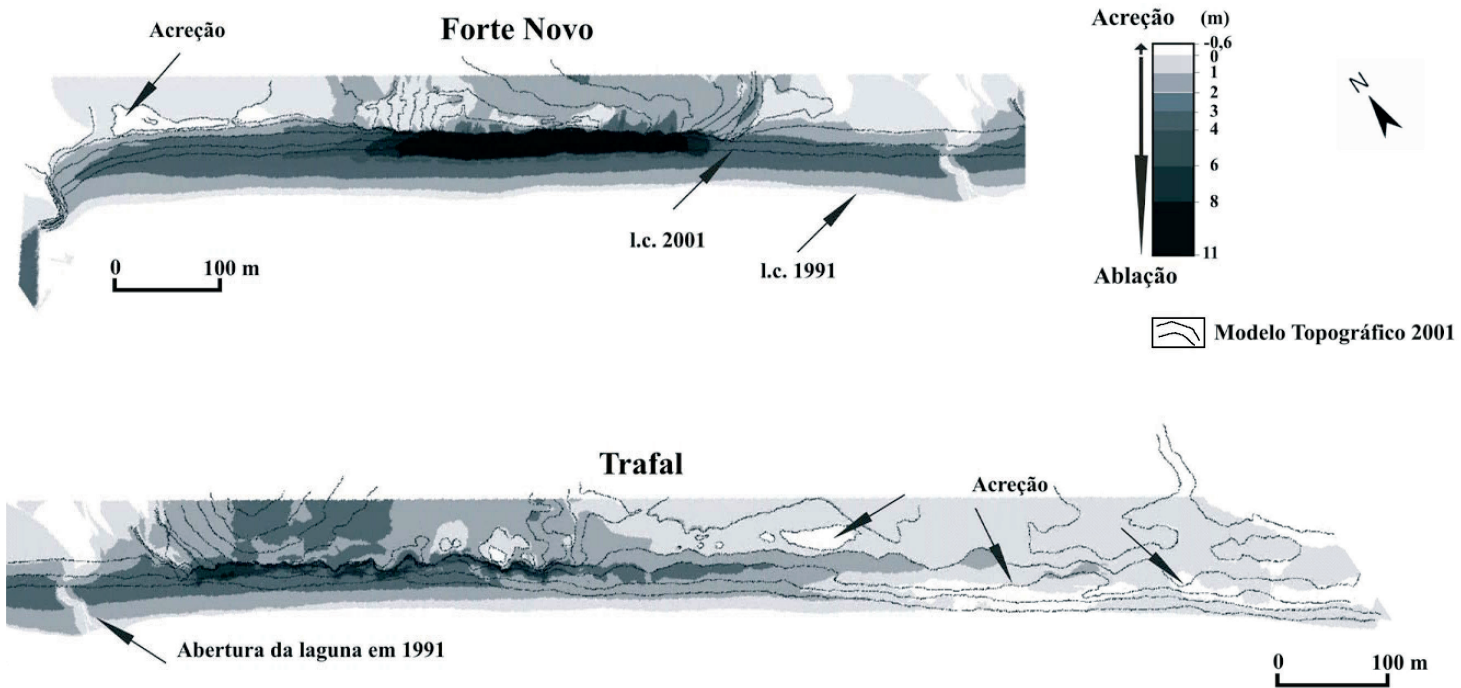 Forte Novo
Acreção
l.c. 2001
l.c. 1991
0 100 m
Acreção (m)
-0,6
0
1
2
3
4
6
8
11
Ablação
N
Modelo Topográfico 2001
Trafal
Acreção
Abertura da laguna em 1991
0 100 m